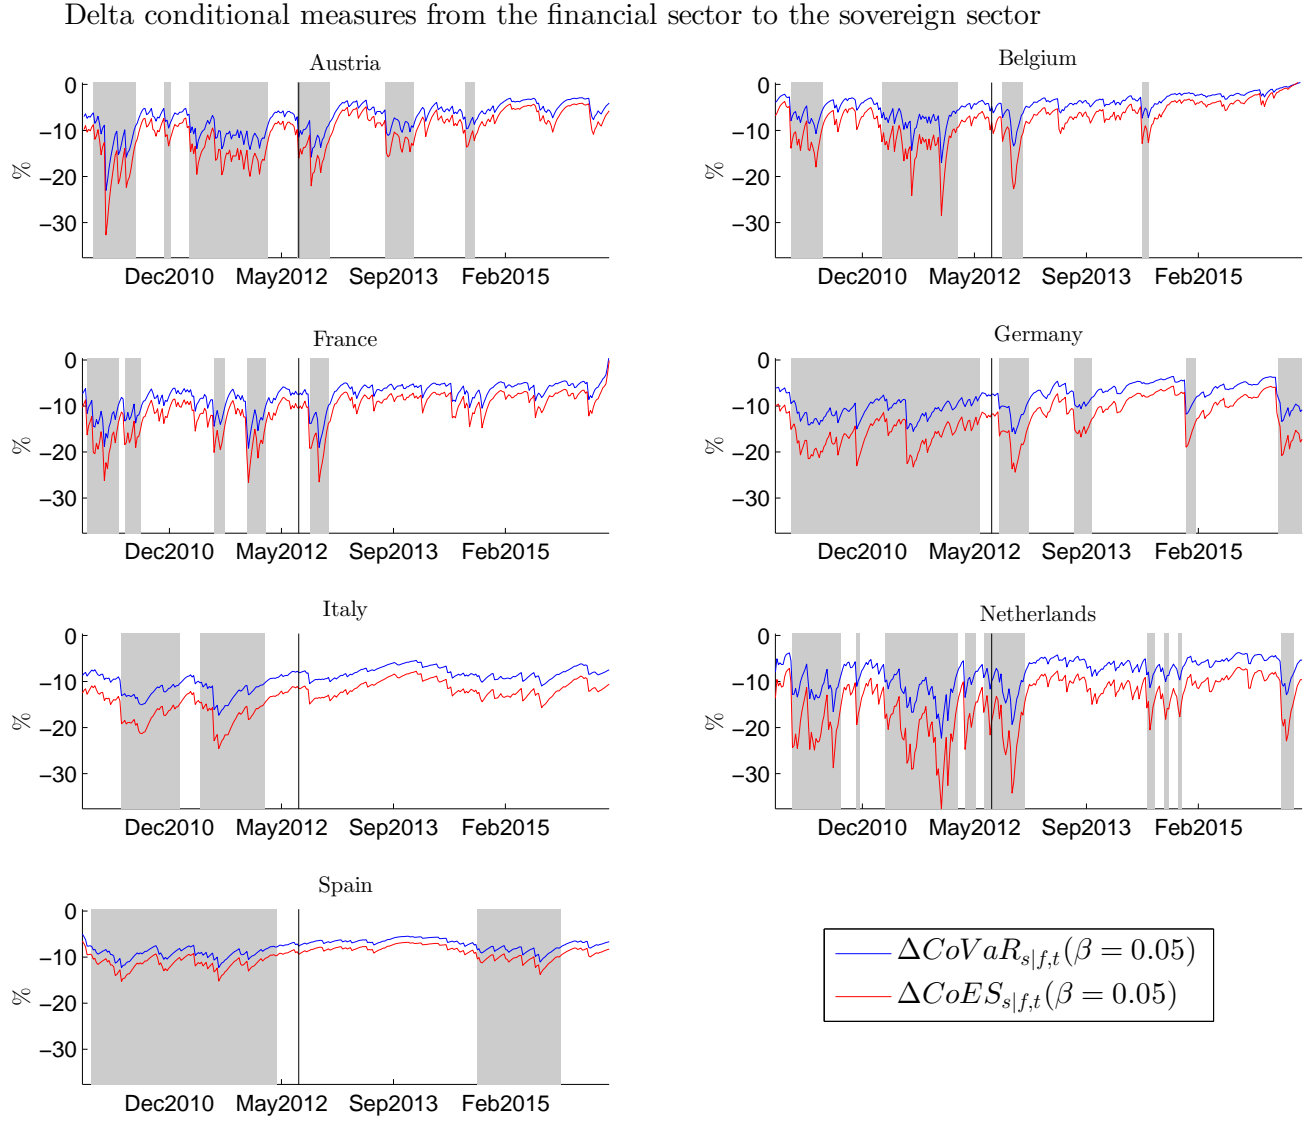 Delta conditional measures from the financial sector to the sovereign sector
Austria
0
−10
−20
−30
%
Dec2010 May2012 Sep2013 Feb2015
Belgium
0
−10
−20
−30
%
Dec2010 May2012 Sep2013 Feb2015
France
0
−10
−20
−30
%
Dec2010 May2012 Sep2013 Feb2015
Germany
0
−10
−20
−30
%
Dec2010 May2012 Sep2013 Feb2015
Italy
0
−10
−20
−30
%
Dec2010 May2012 Sep2013 Feb2015
Netherlands
0
−10
−20
−30
%
Dec2010 May2012 Sep2013 Feb2015
Spain
0
−10
−20
−30
%
Dec2010 May2012 Sep2013 Feb2015
ΔCoVaR_{s|f,t}(β = 0.05)
ΔCoES_{s|f,t}(β = 0.05)